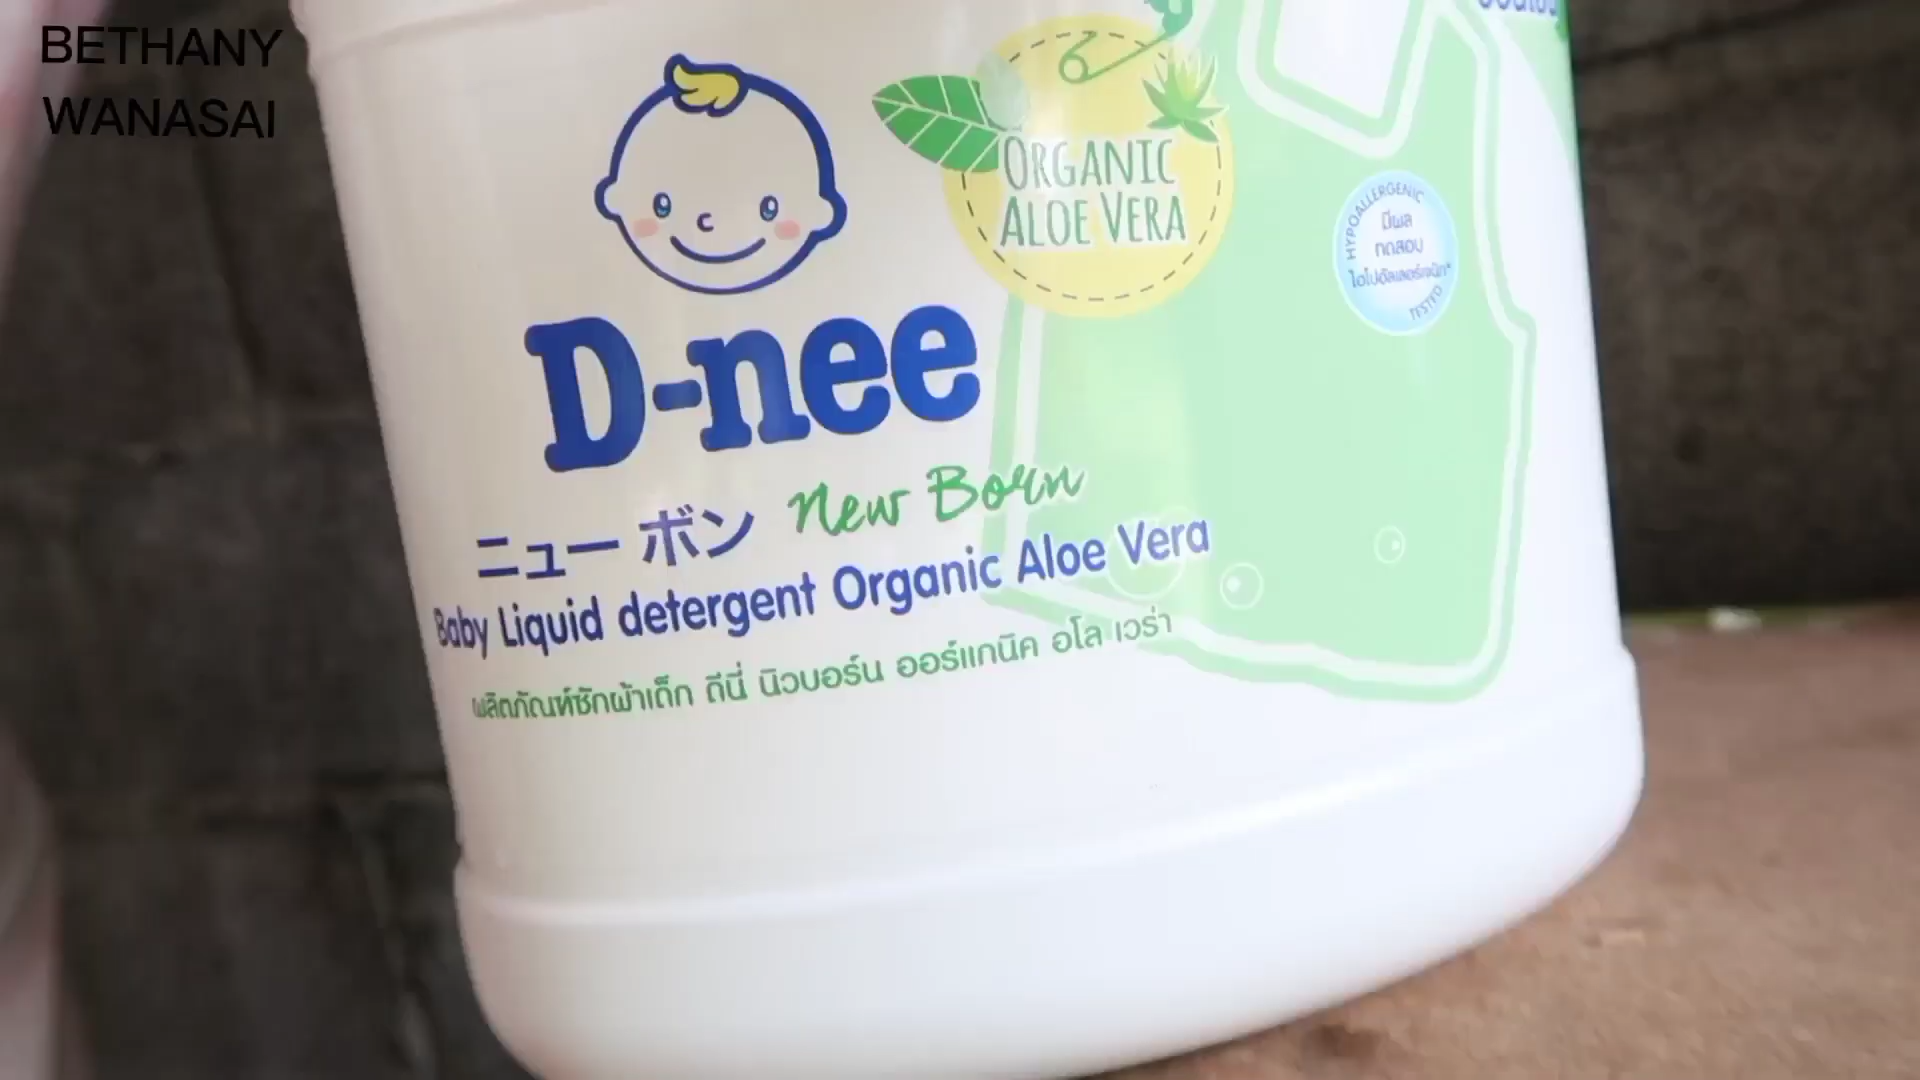 BETHANY
WANASAI
ORGANIC
ALOE VERA
HYPOALLERGENIC
มีผล
ทดสอบ
ไฮโปอัลเลอร์เจนิก*
TESTED
D-nee
ニュー ボン New Born
Baby Liquid detergent Organic Aloe Vera
ผลิตภัณฑ์ซักผ้าเด็ก ดีนี่ นิวบอร์น ออร์แกนิค อโล เวร่า